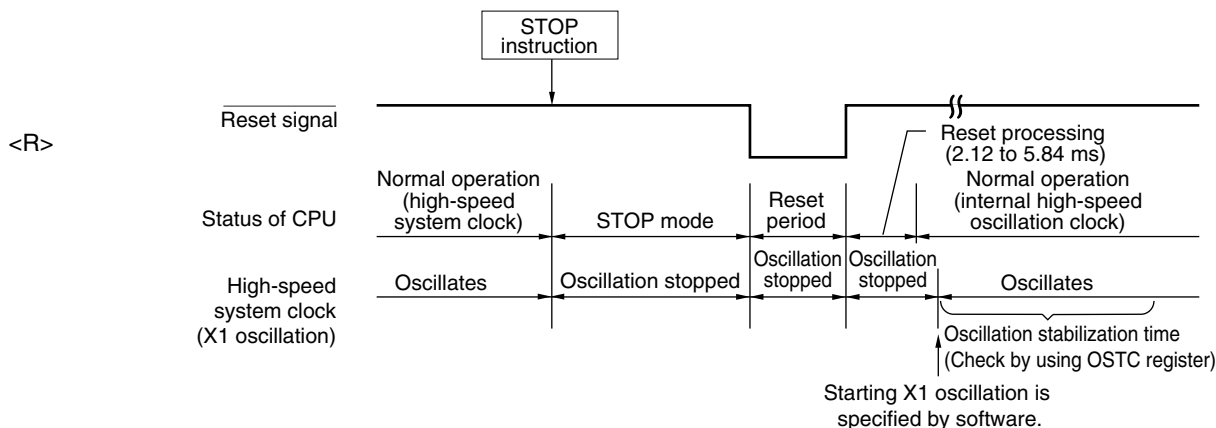 STOP
instruction
Reset signal
<R>
Reset processing
(2.12 to 5.84 ms)
Normal operation
(high-speed
system clock)
Status of CPU
STOP mode
Reset
period
Normal operation
(internal high-speed
oscillation clock)
High-speed
system clock
(X1 oscillation)
Oscillates
Oscillation stopped
Oscillation
stopped
Oscillation
stopped
Oscillates
Oscillation stabilization time
(Check by using OSTC register)
Starting X1 oscillation is
specified by software.